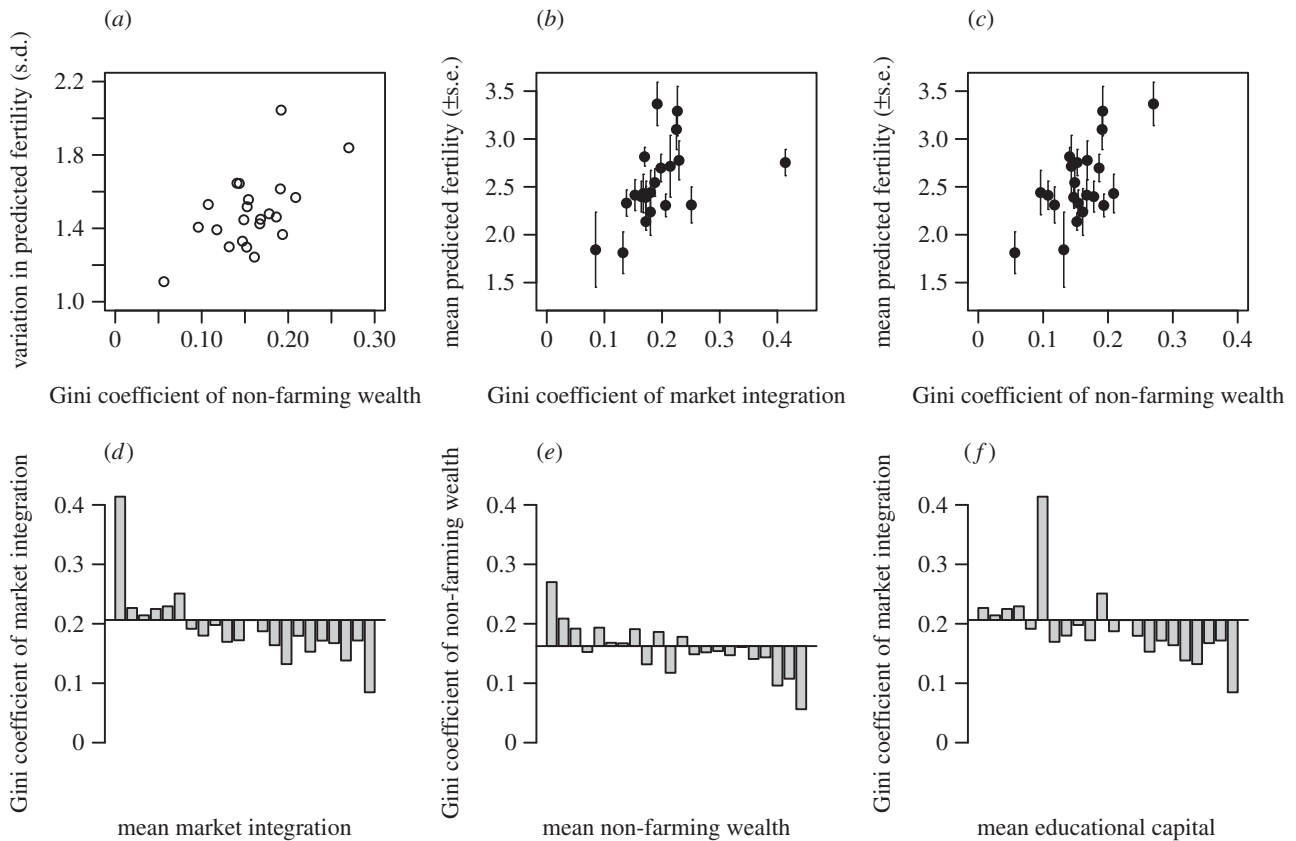 (a)
variation in predicted fertility (s.d.)
2.2
1.8
1.4
1.0
0 0.10 0.20 0.30
Gini coefficient of non-farming wealth
(b)
mean predicted fertility (±s.e.)
3.5
3.0
2.5
2.0
1.5
0 0.1 0.2 0.3 0.4
Gini coefficient of market integration
(c)
mean predicted fertility (±s.e.)
3.5
3.0
2.5
2.0
1.5
0 0.1 0.2 0.3 0.4
Gini coefficient of non-farming wealth
(d)
Gini coefficient of market integration
0.4
0.3
0.2
0.1
0
mean market integration
(e)
Gini coefficient of non-farming wealth
0.4
0.3
0.2
0.1
0
mean non-farming wealth
(f)
Gini coefficient of market integration
0.4
0.3
0.2
0.1
0
mean educational capital